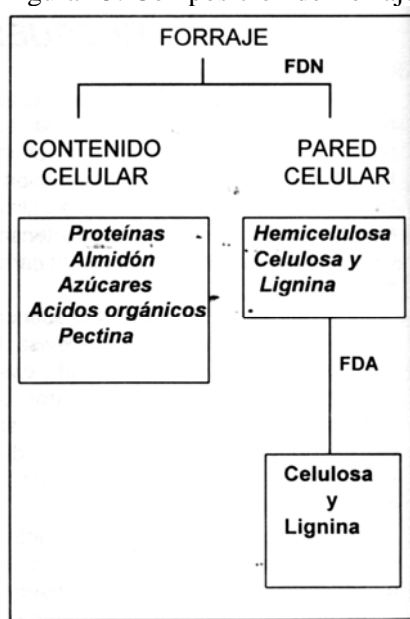 FORRAJE
FDN
CONTENIDO
CELULAR
PARED
CELULAR
Proteínas
Almidón
Azúcares
Acidos orgánicos
Pectina
Hemicelulosa
Celulosa y
Lignina
FDA
Celulosa
y
Lignina